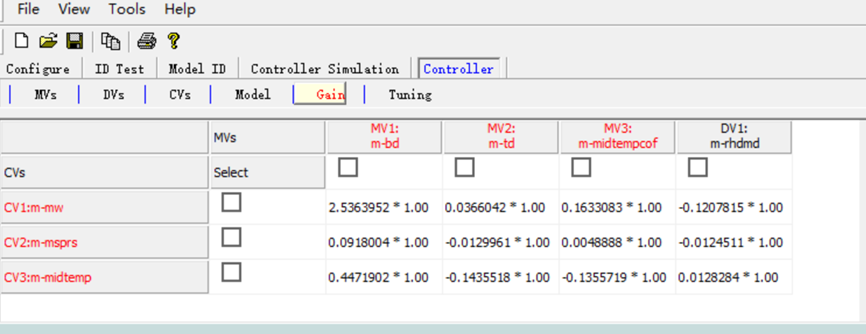 File View Tools Help
Configure ID Test Model ID Controller Simulation Controller
MVs DVs CVs Model Gain Tuning
MVs MV1: m-bd MV2: m-td MV3: m-midtempcof DV1: m-rhdmd
CVs Select
CV1:m-mw 2.5363952 * 1.00 0.0366042 * 1.00 0.1633083 * 1.00 -0.1207815 * 1.00
CV2:m-msprs 0.0918004 * 1.00 -0.0129961 * 1.00 0.0048888 * 1.00 -0.0124511 * 1.00
CV3:m-midtemp 0.4471902 * 1.00 -0.1435518 * 1.00 -0.1355719 * 1.00 0.0128284 * 1.00